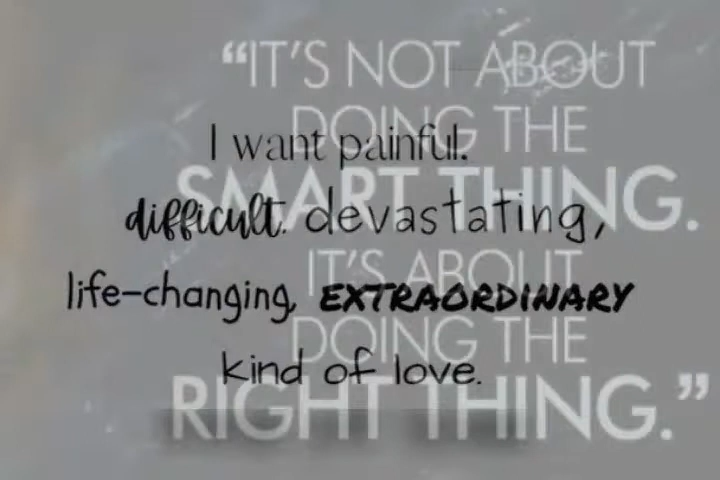 “IT’S NOT ABOUT
DOING THE
SMART THING.
IT’S ABOUT
DOING THE
RIGHT THING.”
I want painful.
difficult. devastating,
life-changing, EXTRAORDINARY
kind of love.